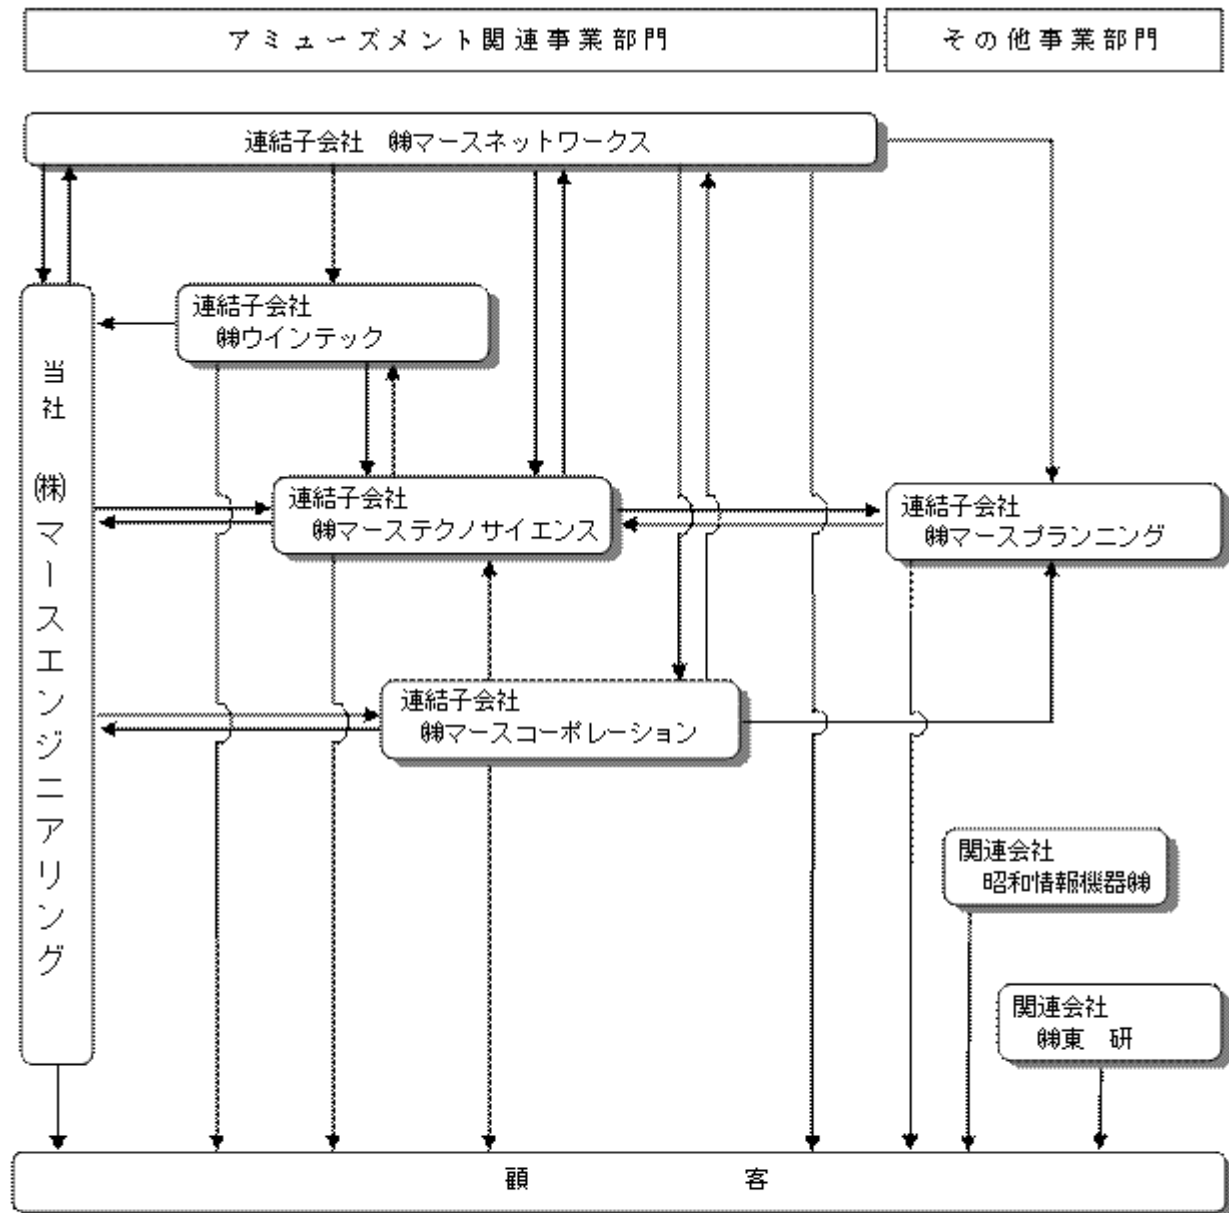 アミューズメント関連事業部門
その他事業部門
連結子会社 ㈱マースネットワークス
連結子会社
㈱ウインテック
当社 ㈱マースエンジニアリング
連結子会社
㈱マーステクノサイエンス
連結子会社
㈱マースプランニング
連結子会社
㈱マースコーポレーション
関連会社
昭和情報機器㈱
関連会社
㈱東 研
顧 客